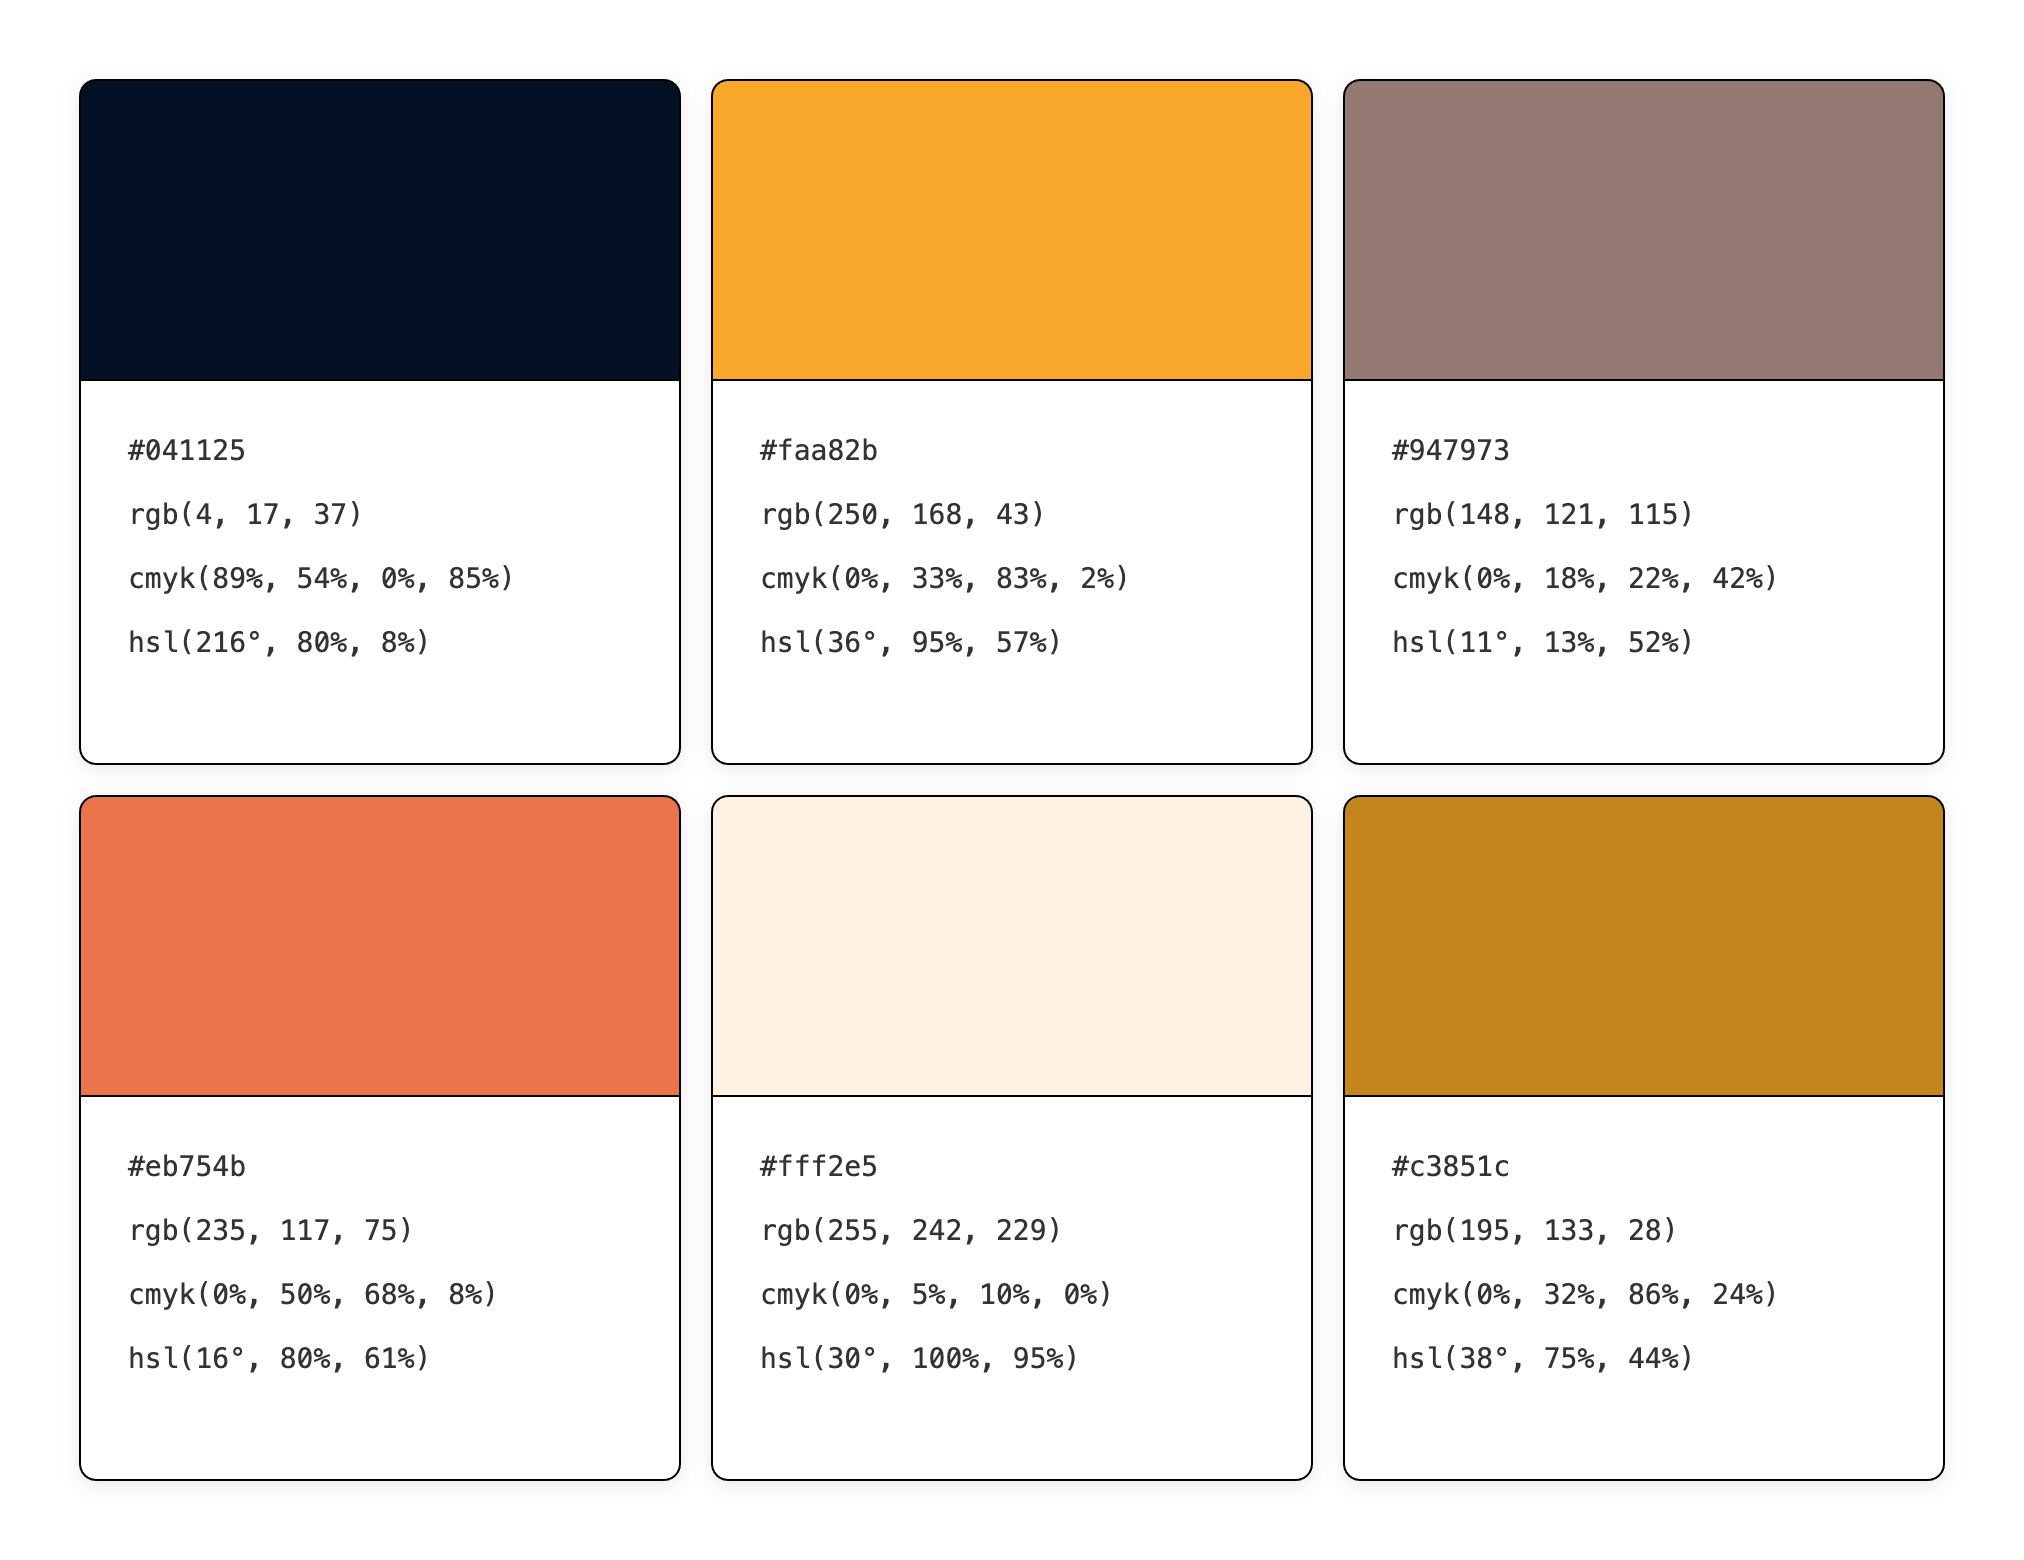 #041125
rgb(4, 17, 37)
cmyk(89%, 54%, 0%, 85%)
hsl(216°, 80%, 8%)
#faa82b
rgb(250, 168, 43)
cmyk(0%, 33%, 83%, 2%)
hsl(36°, 95%, 57%)
#947973
rgb(148, 121, 115)
cmyk(0%, 18%, 22%, 42%)
hsl(11°, 13%, 52%)
#eb754b
rgb(235, 117, 75)
cmyk(0%, 50%, 68%, 8%)
hsl(16°, 80%, 61%)
#fff2e5
rgb(255, 242, 229)
cmyk(0%, 5%, 10%, 0%)
hsl(30°, 100%, 95%)
#c3851c
rgb(195, 133, 28)
cmyk(0%, 32%, 86%, 24%)
hsl(38°, 75%, 44%)